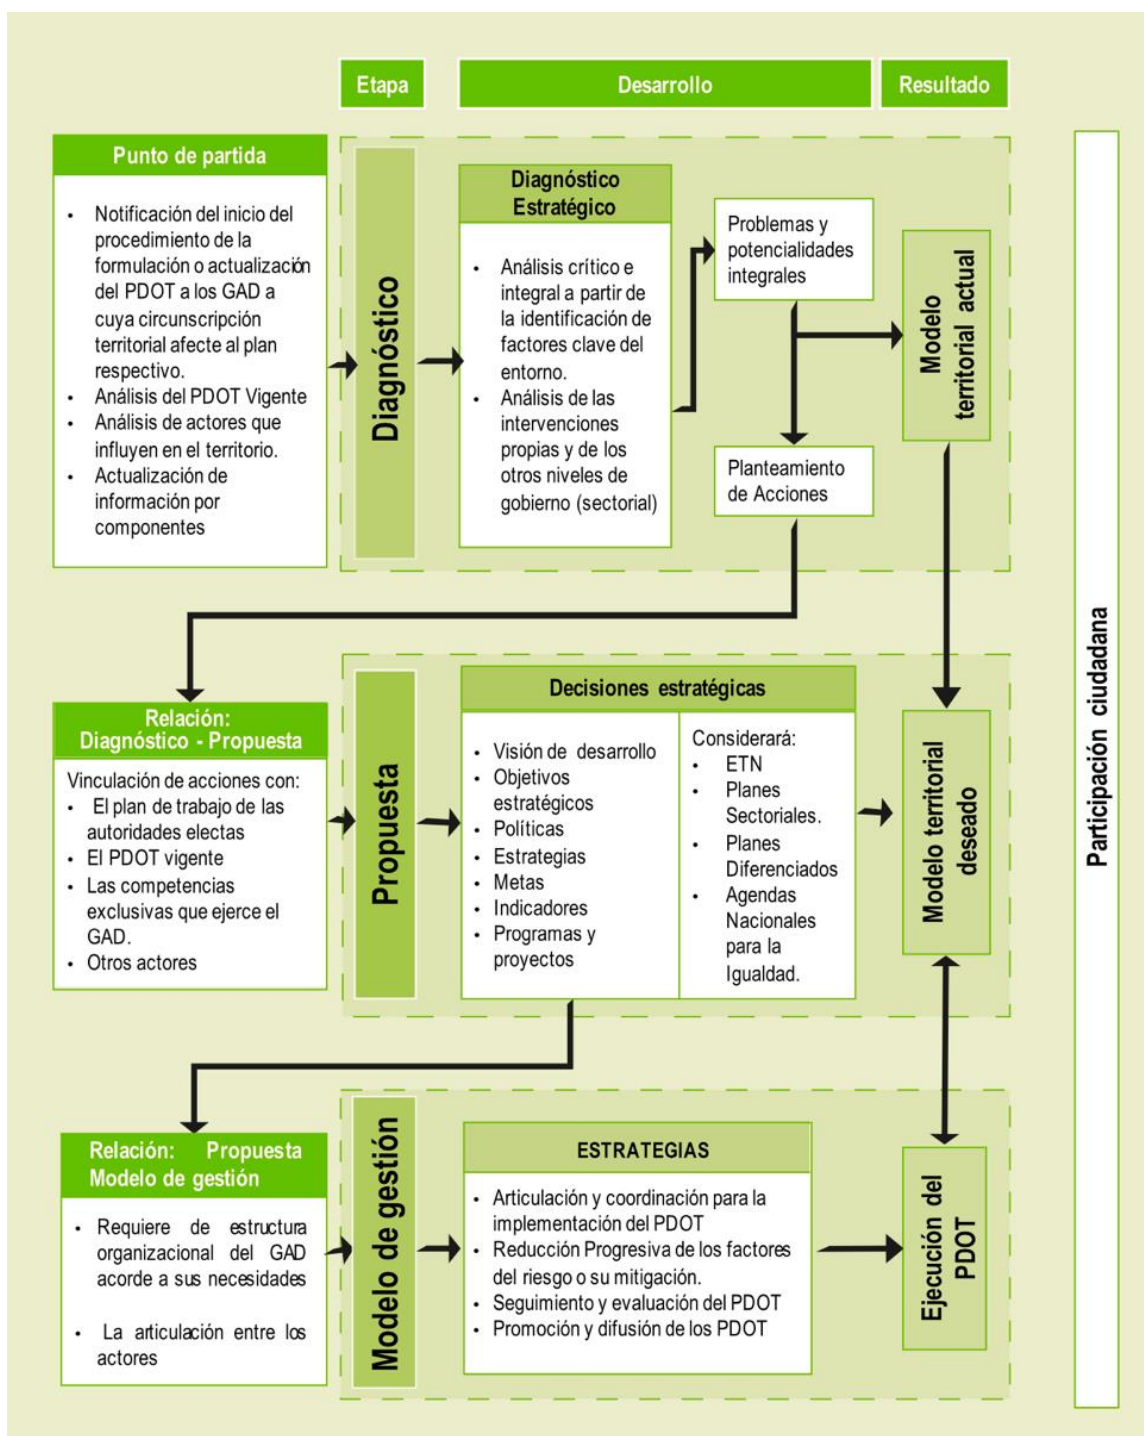 Etapa
Desarrollo
Resultado
Punto de partida
• Notificación del inicio del
procedimiento de la
formulación o actualización
del PDOT a los GAD a
cuya circunscripción
territorial afecte al plan
respectivo.
• Análisis del PDOT Vigente
• Análisis de actores que
influyen en el territorio.
• Actualización de
información por
componentes
Diagnóstico
Diagnóstico
Estratégico
• Análisis crítico e
integral a partir de
la identificación de
factores clave del
entorno.
• Análisis de las
intervenciones
propias y de los
otros niveles de
gobierno (sectorial)
Problemas y
potencialidades
integrales
Planteamiento
de Acciones
Modelo
territorial actual
Relación:
Diagnóstico - Propuesta
Vinculación de acciones con:
• El plan de trabajo de las
autoridades electas
• El PDOT vigente
• Las competencias
exclusivas que ejerce el
GAD.
• Otros actores
Propuesta
Decisiones estratégicas
• Visión de desarrollo
• Objetivos
estratégicos
• Políticas
• Estrategias
• Metas
• Indicadores
• Programas y
proyectos
Considerará:
• ETN
• Planes
Sectoriales.
• Planes
Diferenciados
• Agendas
Nacionales
para la
Igualdad.
Modelo territorial
deseado
Relación: Propuesta
Modelo de gestión
• Requiere de estructura
organizacional del GAD
acorde a sus necesidades
• La articulación entre los
actores
Modelo de gestión
ESTRATEGIAS
• Articulación y coordinación para la
implementación del PDOT
• Reducción Progresiva de los factores
del riesgo o su mitigación.
• Seguimiento y evaluación del PDOT
• Promoción y difusión de los PDOT
Ejecución del
PDOT
Participación ciudadana